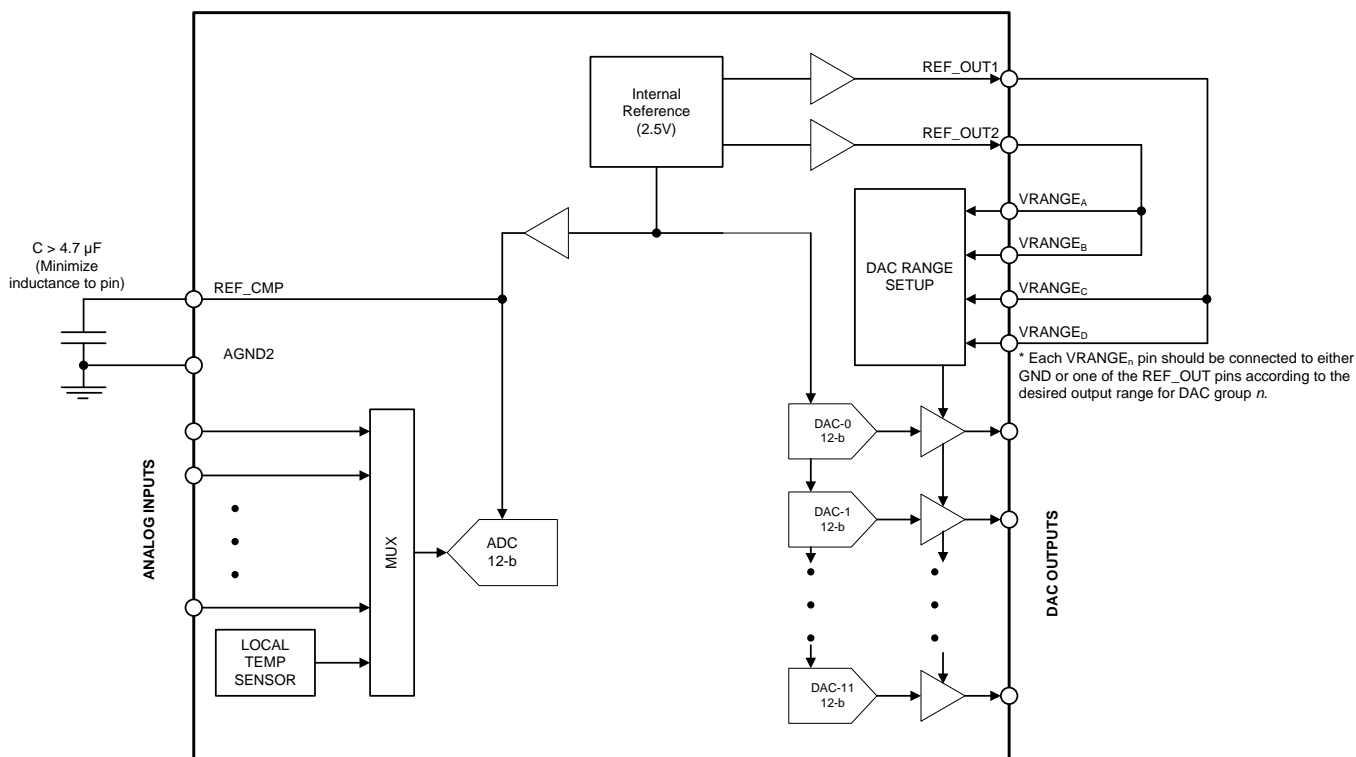 REF_OUT1
Internal
Reference
(2.5V)
REF_OUT2
VRANGEA
C > 4.7 µF
(Minimize
inductance to pin)
VRANGEB
DAC RANGE
SETUP
REF_CMP
VRANGEC
VRANGED
AGND2
* Each VRANGEn pin should be connected to either
GND or one of the REF_OUT pins according to the
desired output range for DAC group n.
DAC-0
12-b
ANALOG INPUTS
MUX
ADC
12-b
DAC-1
12-b
DAC OUTPUTS
LOCAL
TEMP
SENSOR
DAC-11
12-b